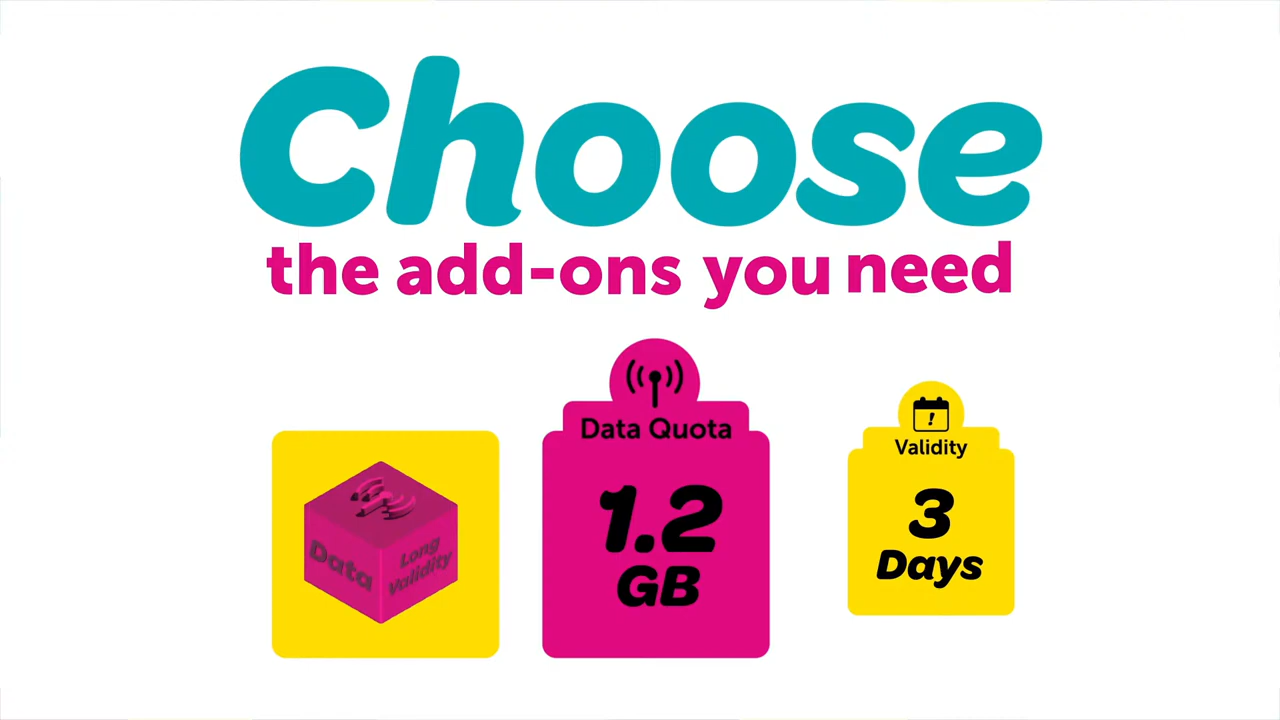 Choose
the add-ons you need
Data
Long
Validity
Data Quota
1.2
GB
Validity
3
Days